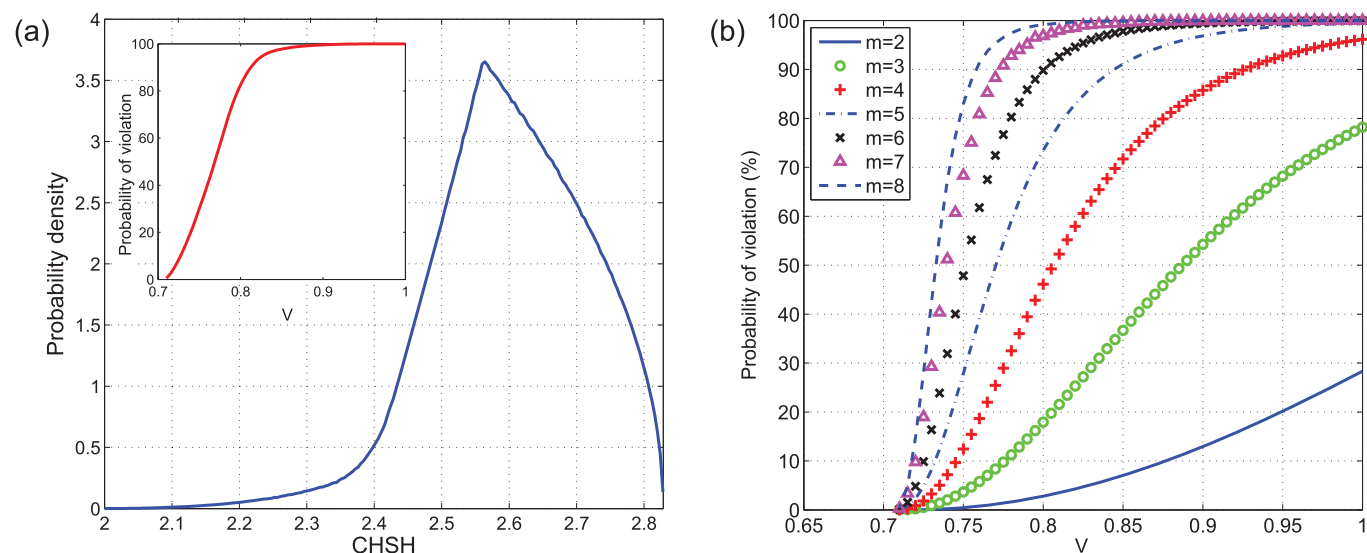 (a)
Probability density
4
3.5
3
2.5
2
1.5
1
0.5
0
2 2.1 2.2 2.3 2.4 2.5 2.6 2.7 2.8
CHSH
Probability of violation
100
80
60
40
20
0
0.7 0.8 0.9 1
V
(b)
Probability of violation (%)
100
90
80
70
60
50
40
30
20
10
0
0.65 0.7 0.75 0.8 0.85 0.9 0.95 1
V
m=2
m=3
m=4
m=5
m=6
m=7
m=8